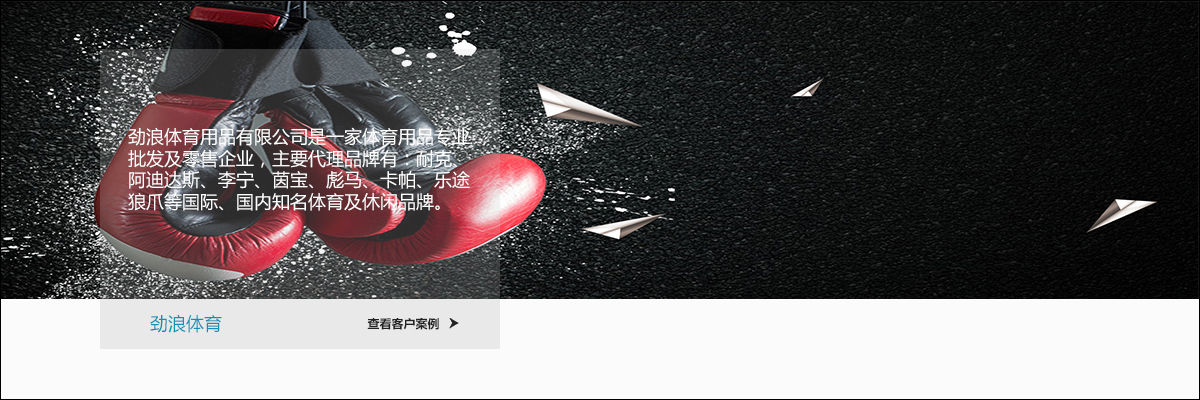 劲浪体育用品有限公司是一家体育用品专业
批发及零售企业，主要代理品牌有：耐克、
阿迪达斯、李宁、茵宝、彪马、卡帕、乐途
狼爪等国际、国内知名体育及休闲品牌。
劲浪体育
查看客户案例